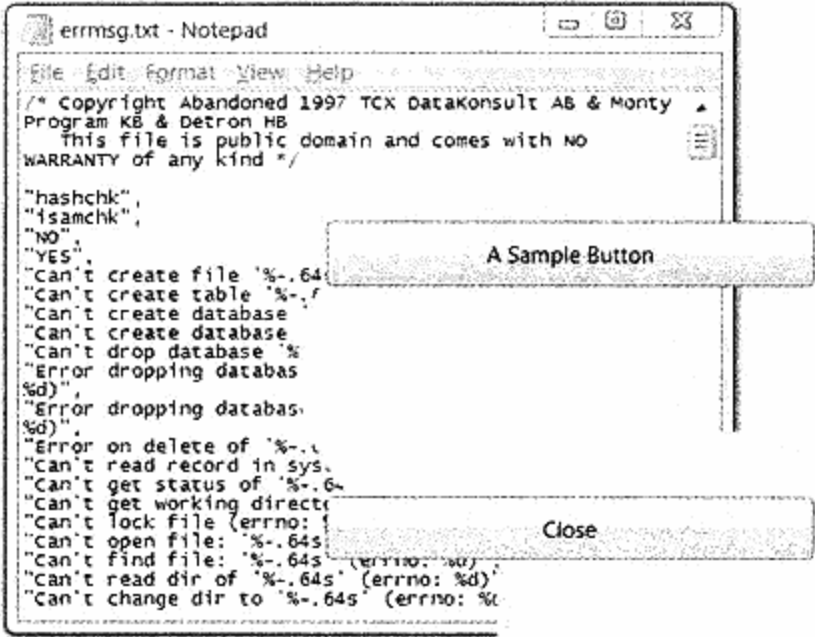 errmsg.txt - Notepad
File Edit Format View Help
/* Copyright Abandoned 1997 TCX DataKonsult AB & Monty
Program KB & Detron HB
This file is public domain and comes with NO
WARRANTY of any kind */
"hashchk",
"isamchk",
"NO",
"YES",
"Can't create file `%-.64
"Can't create table `%-.
"Can't create database
"Can't create database
"Can't drop database `%
"Error dropping databas
%d)",
"Error dropping databas
%d)",
"Error on delete of `%-.
"Can't read record in sys
"Can't get status of `%-.64
"Can't get working direct
"Can't lock file (errno:
"Can't open file: `%-.64s
"Can't find file: `%-.64s' (errno: %d)
"Can't read dir of `%-.64s' (errno: %d)"
"Can't change dir to `%-.64s' (errno: %
A Sample Button
Close